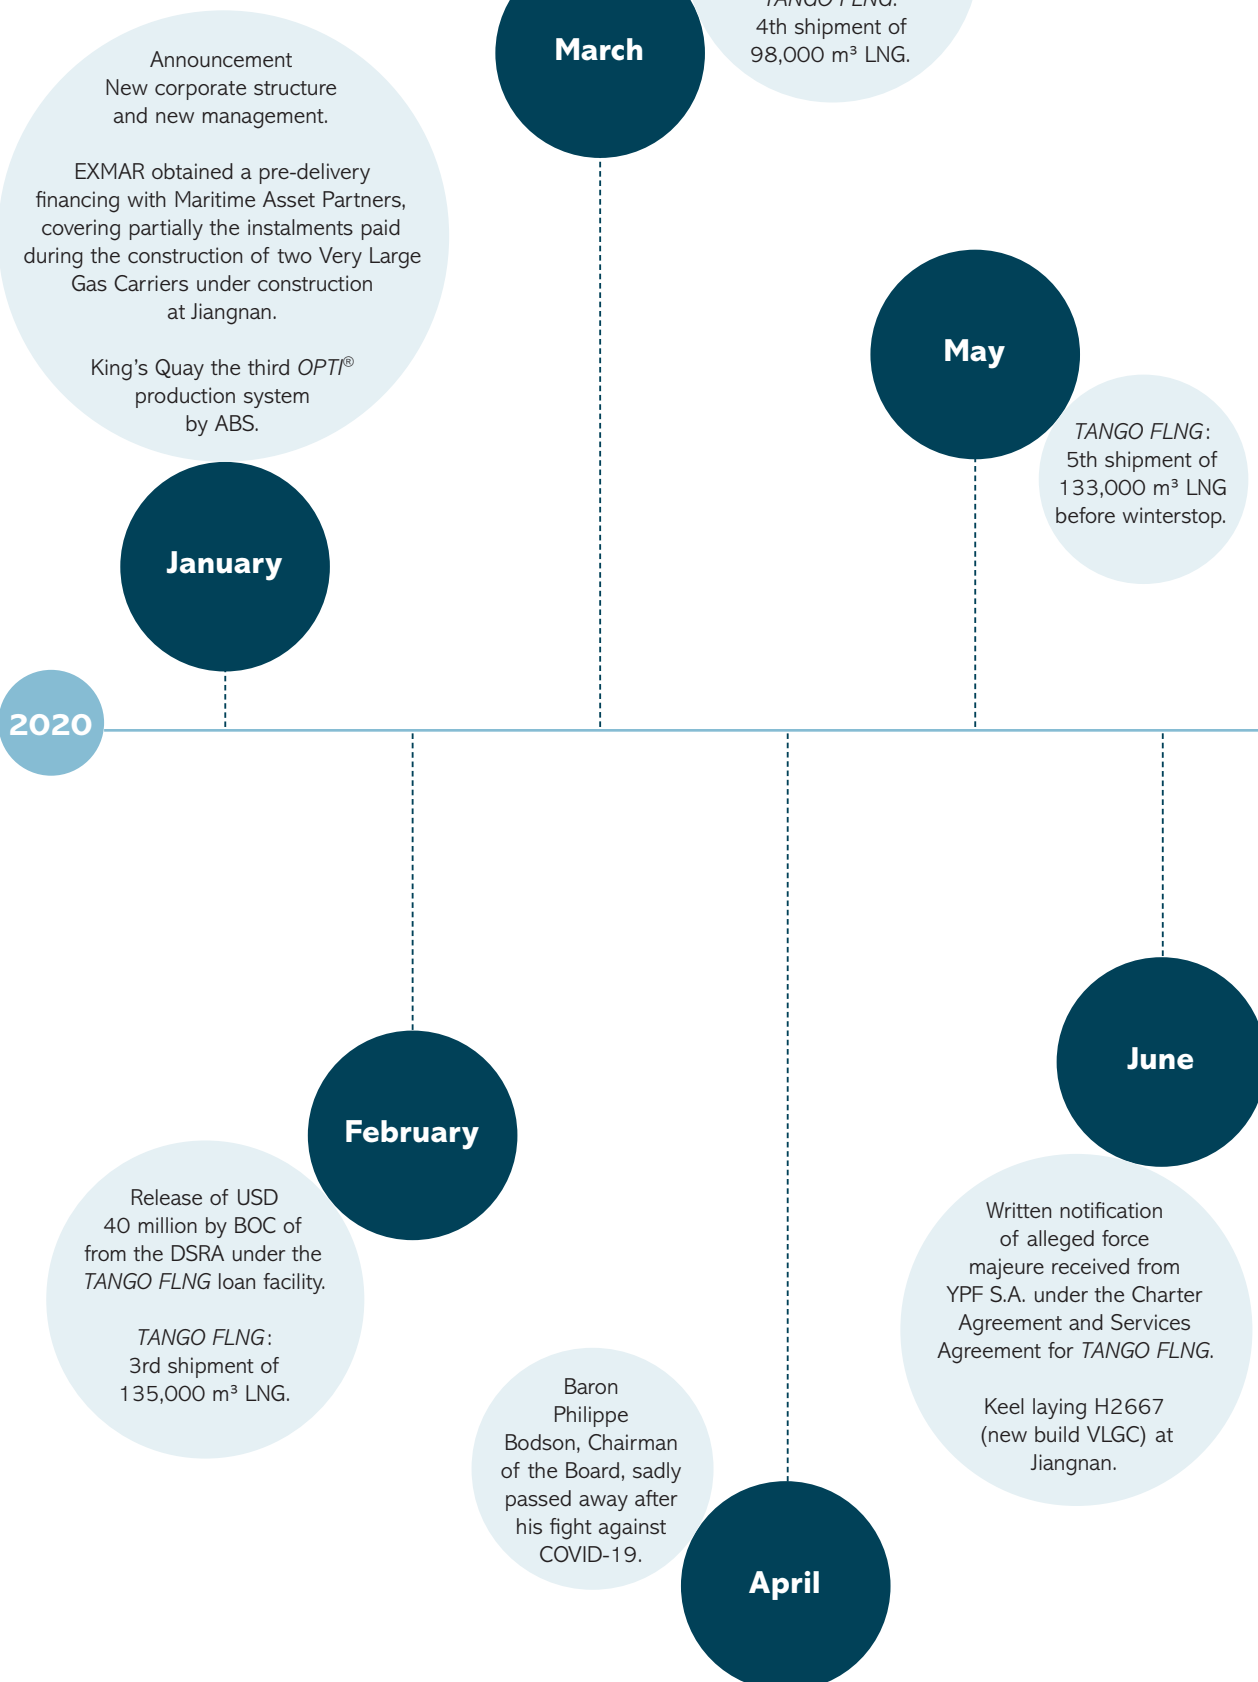 Announcement
New corporate structure
and new management.
EXMAR obtained a pre-delivery
financing with Maritime Asset Partners,
covering partially the instalments paid
during the construction of two Very Large
Gas Carriers under construction
at Jiangnan.
King’s Quay the third OPTI®
production system
by ABS.
January
March
TANGO FLNG:
4th shipment of
98,000 m³ LNG.
May
TANGO FLNG:
5th shipment of
133,000 m³ LNG
before winterstop.
2020
February
Release of USD
40 million by BOC of
from the DSRA under the
TANGO FLNG loan facility.
TANGO FLNG:
3rd shipment of
135,000 m³ LNG.
Baron
Philippe
Bodson, Chairman
of the Board, sadly
passed away after
his fight against
COVID-19.
April
June
Written notification
of alleged force
majeure received from
YPF S.A. under the Charter
Agreement and Services
Agreement for TANGO FLNG.
Keel laying H2667
(new build VLGC) at
Jiangnan.